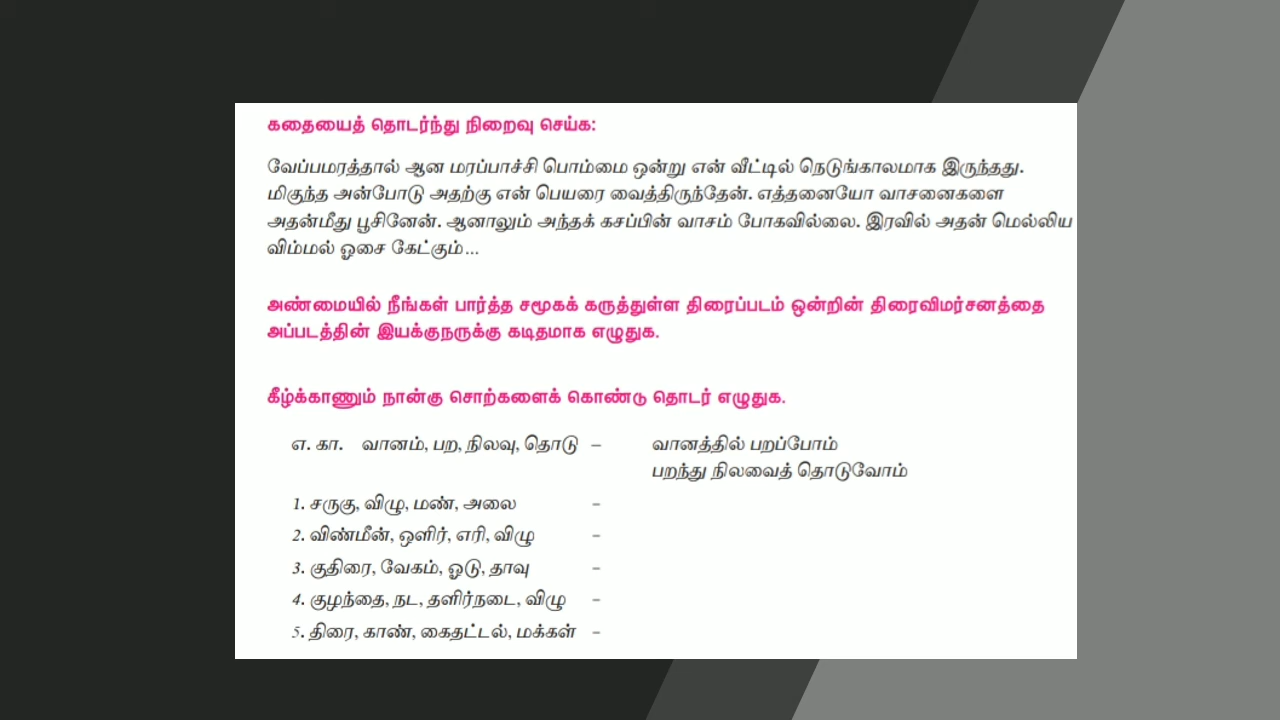 கதையைத் தொடர்ந்து நிறைவு செய்க:
வேப்பமரத்தால் ஆன மரப்பாச்சி பொம்மை ஒன்று என் வீட்டில் நெடுங்காலமாக இருந்தது.
மிகுந்த அன்போடு அதற்கு என் பெயரை வைத்திருந்தேன். எத்தனையோ வாசனைகளை
அதன்மீது பூசினேன். ஆனாலும் அந்தக் கசப்பின் வாசம் போகவில்லை. இரவில் அதன் மெல்லிய
விம்மல் ஓசை கேட்கும்...
அண்மையில் நீங்கள் பார்த்த சமூகக் கருத்துள்ள திரைப்படம் ஒன்றின் திரைவிமர்சனத்தை
அப்படத்தின் இயக்குநருக்கு கடிதமாக எழுதுக.
கீழ்க்காணும் நான்கு சொற்களைக் கொண்டு தொடர் எழுதுக.
எ. கா. வானம், பற, நிலவு, தொடு – வானத்தில் பறப்போம்
பறந்து நிலவைத் தொடுவோம்
1. சருகு, விழு, மண், அலை –
2. விண்மீன், ஒளிர், எரி, விழு –
3. குதிரை, வேகம், ஓடு, தாவு –
4. குழந்தை, நட, தளிர்நடை, விழு –
5. திரை, காண், கைதட்டல், மக்கள் –